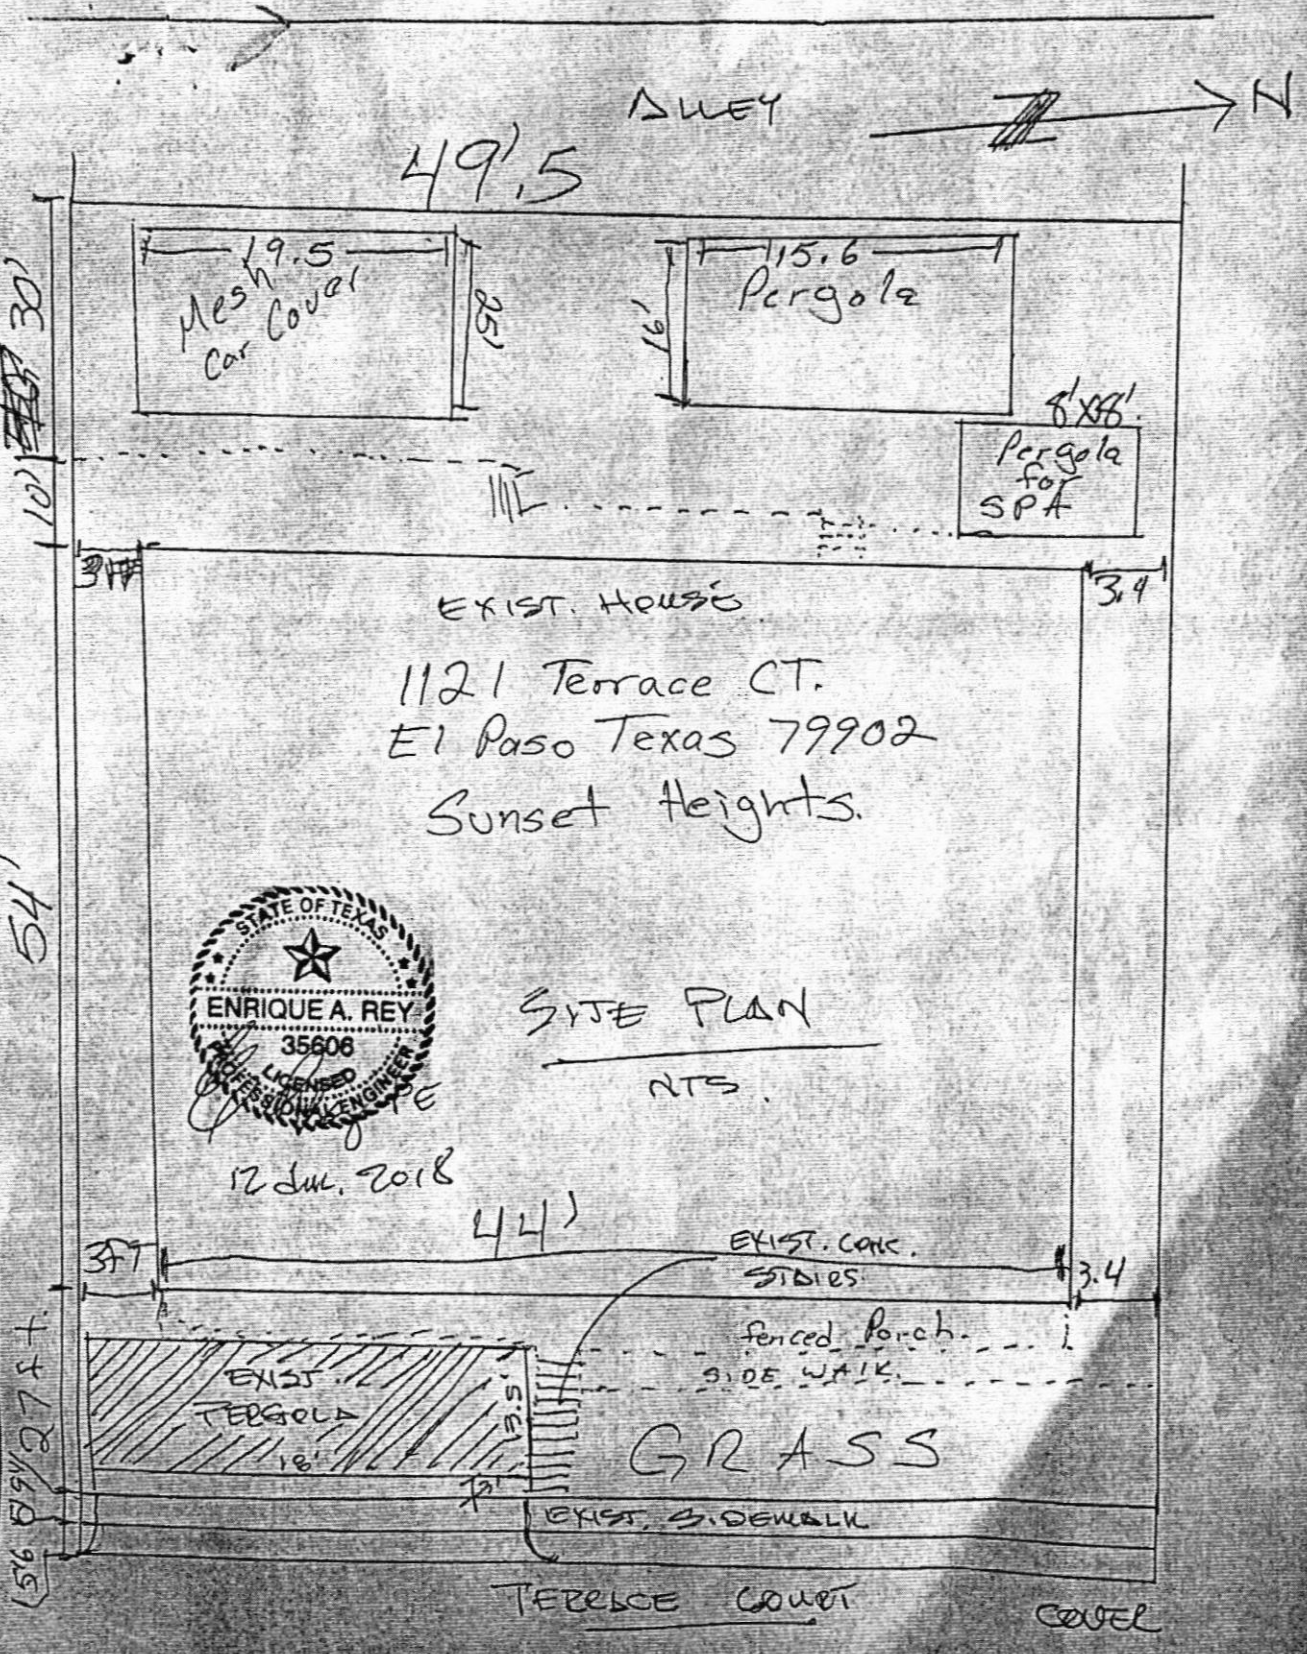 ALLEY
N
49'.5
19.5
Mesh
Car Cover
25'
15.6
Pergola
16'
30'
10'
8'X8'
Pergola
for
SPA
3.4
EXIST. HOUSE
1121 Terrace CT.
El Paso Texas 79902
Sunset Heights.
54'
STATE OF TEXAS
ENRIQUE A. REY
35606
LICENSED
PROFESSIONAL ENGINEER
PE
12 Jul. 2018
SITE PLAN
NTS.
44'
3FT
EXIST. CONC.
STAIRS
3.4
fenced Porch.
SIDE WALK.
27 ft.
EXIST.
PERGOLA
18'
13.5
GRASS
EXIST. SIDEWALK
TERRACE COURT
COVER